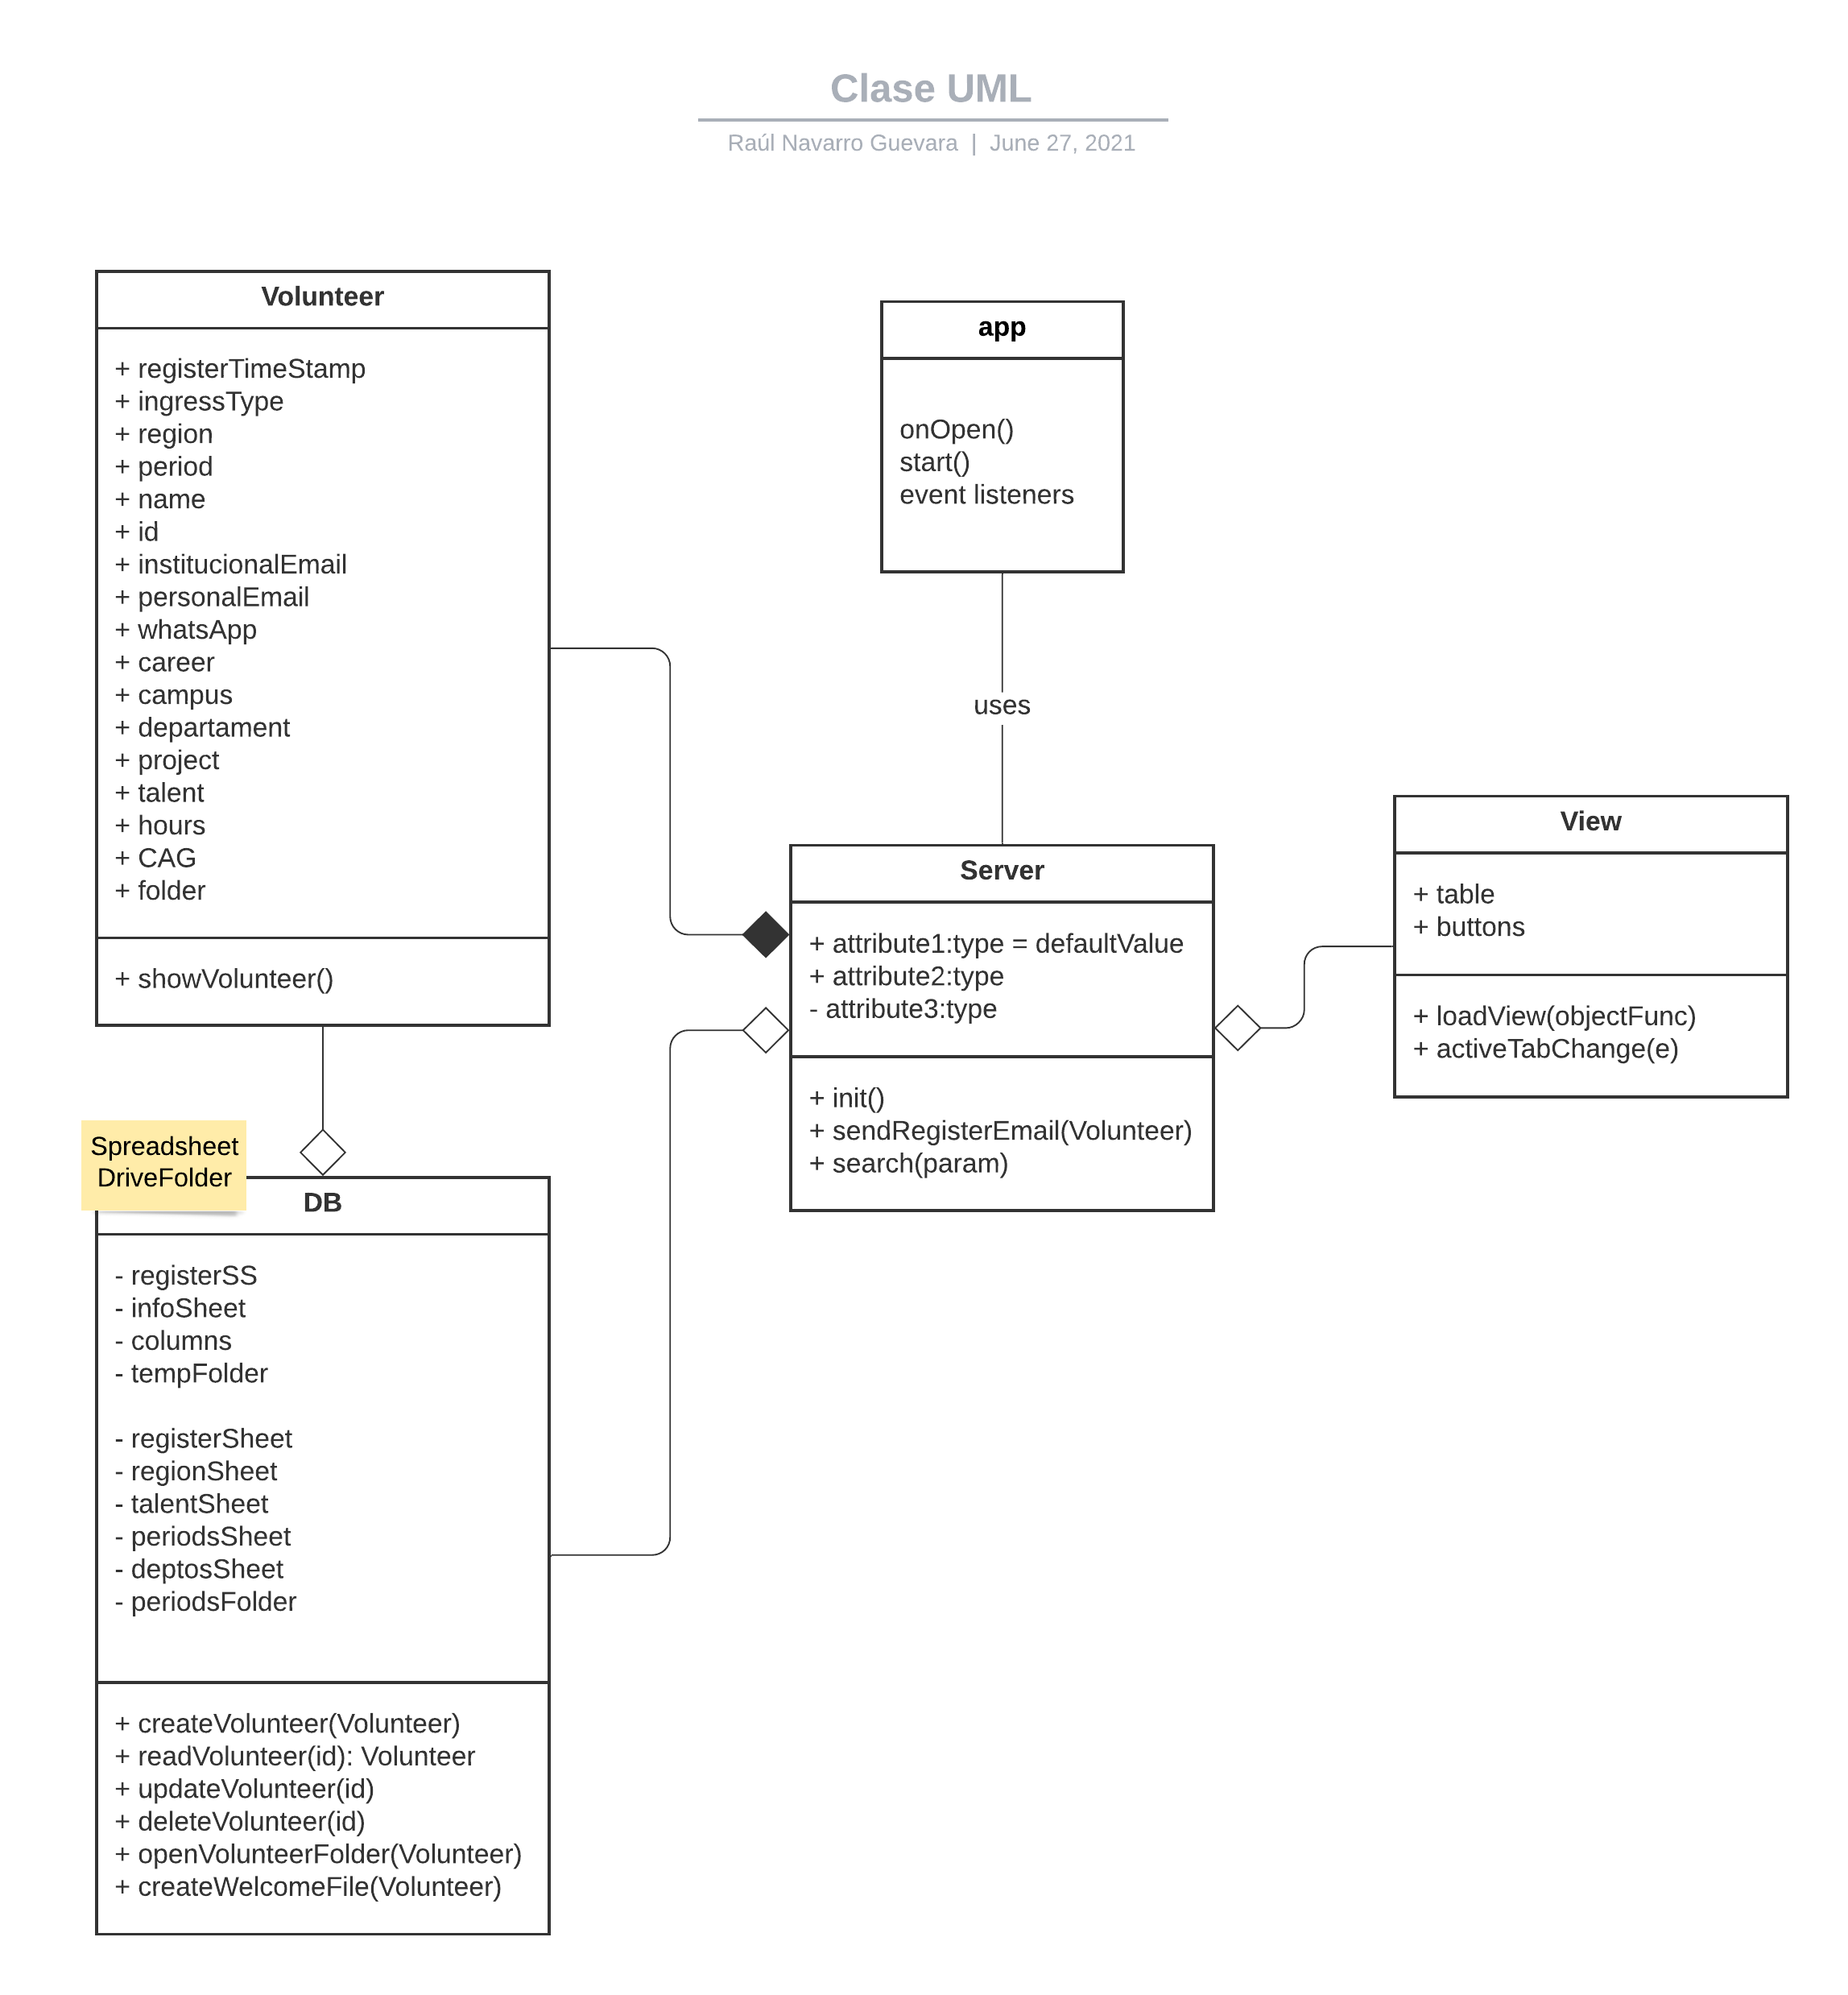 Clase UML
Raúl Navarro Guevara | June 27, 2021
Volunteer
+ registerTimeStamp
+ ingressType
+ region
+ period
+ name
+ id
+ institucionalEmail
+ personalEmail
+ whatsApp
+ career
+ campus
+ departament
+ project
+ talent
+ hours
+ CAG
+ folder
+ showVolunteer()
app
onOpen()
start()
event listeners
uses
Server
+ attribute1:type = defaultValue
+ attribute2:type
- attribute3:type
+ init()
+ sendRegisterEmail(Volunteer)
+ search(param)
View
+ table
+ buttons
+ loadView(objectFunc)
+ activeTabChange(e)
Spreadsheet
DriveFolder
DB
- registerSS
- infoSheet
- columns
- tempFolder
- registerSheet
- regionSheet
- talentSheet
- periodsSheet
- deptosSheet
- periodsFolder
+ createVolunteer(Volunteer)
+ readVolunteer(id): Volunteer
+ updateVolunteer(id)
+ deleteVolunteer(id)
+ openVolunteerFolder(Volunteer)
+ createWelcomeFile(Volunteer)